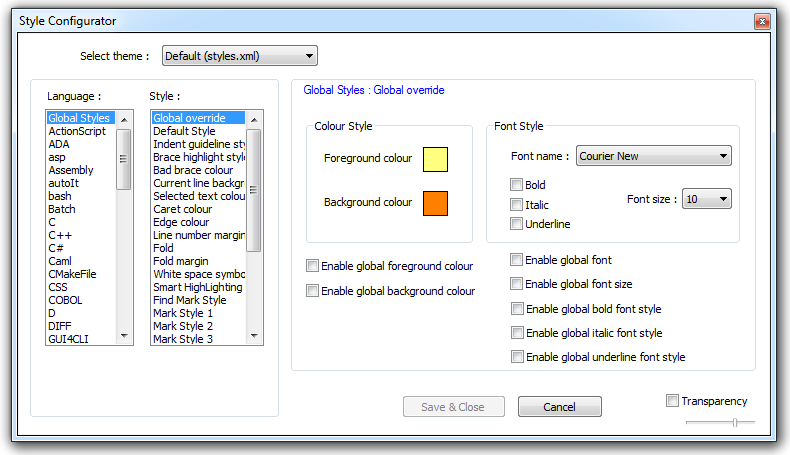 Style Configurator
Select theme : Default (styles.xml)
Language :
Global Styles
ActionScript
ADA
asp
Assembly
autoIt
bash
Batch
C
C++
C#
Caml
CMakeFile
CSS
COBOL
D
DIFF
GUI4CLI
Style :
Global override
Default Style
Indent guideline sty
Brace highlight style
Bad brace colour
Current line backgr
Selected text colou
Caret colour
Edge colour
Line number margin
Fold
Fold margin
White space symbo
Smart HighLighting
Find Mark Style
Mark Style 1
Mark Style 2
Mark Style 3
Global Styles : Global override
Colour Style
Foreground colour
Background colour
Enable global foreground colour
Enable global background colour
Font Style
Font name : Courier New
Bold
Italic
Underline
Font size : 10
Enable global font
Enable global font size
Enable global bold font style
Enable global italic font style
Enable global underline font style
Save & Close
Cancel
Transparency